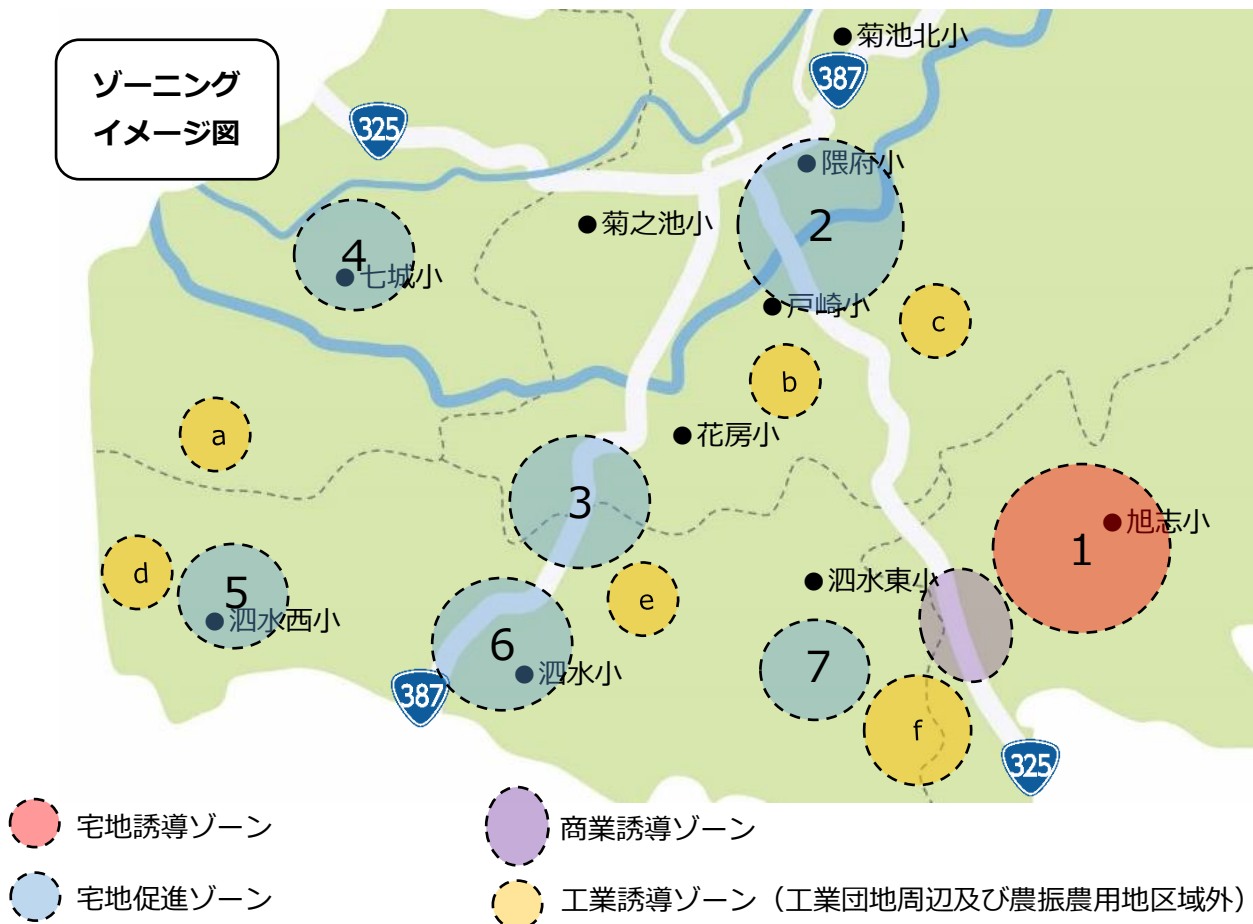 ゾーニング
イメージ図
菊池北小
387
325
隈府小
2
菊之池小
4
七城小
戸崎小
c
b
a
花房小
3
旭志小
1
d
5
泗水西小
e
泗水東小
6
泗水小
7
387
f
325
宅地誘導ゾーン
商業誘導ゾーン
宅地促進ゾーン
工業誘導ゾーン（工業団地周辺及び農振農用地区域外）